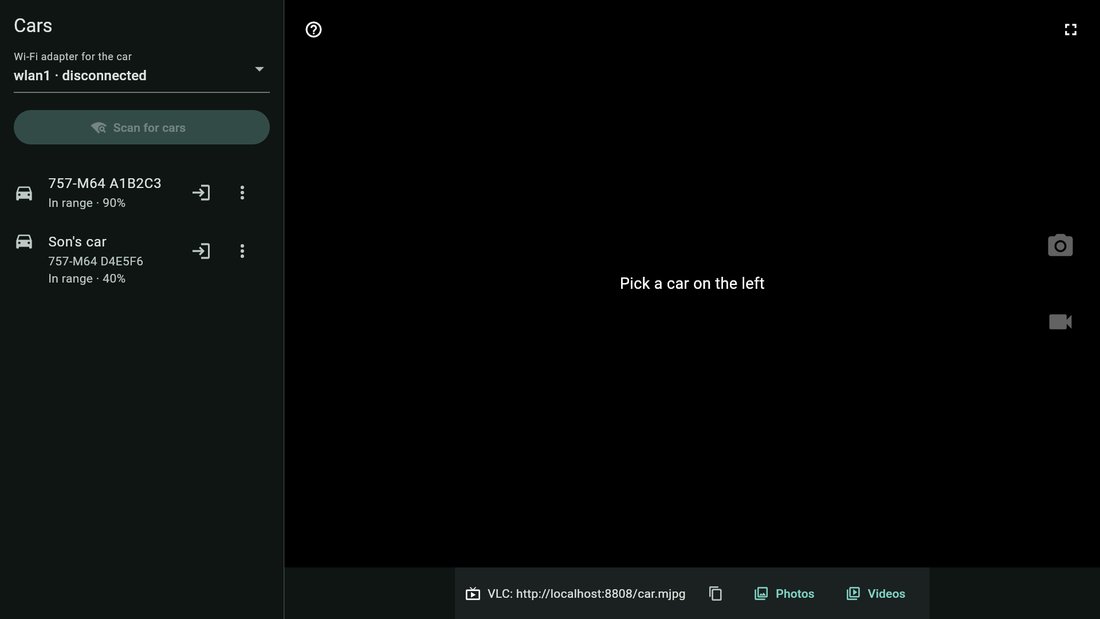 Cars
Wi-Fi adapter for the car
wlan1 · disconnected
Scan for cars
757-M64 A1B2C3
In range · 90%
Son's car
757-M64 D4E5F6
In range · 40%
Pick a car on the left
VLC: http://localhost:8808/car.mjpg
Photos
Videos